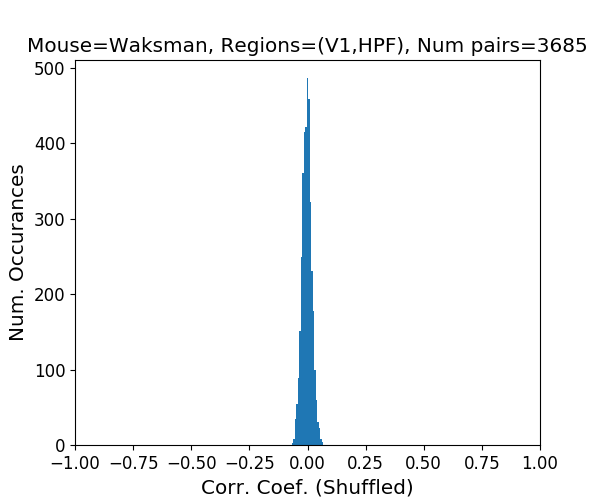 Mouse=Waksman, Regions=(V1,HPF), Num pairs=3685
500
400
300
200
100
0
Num. Occurances
−1.00 −0.75 −0.50 −0.25 0.00 0.25 0.50 0.75 1.00
Corr. Coef. (Shuffled)